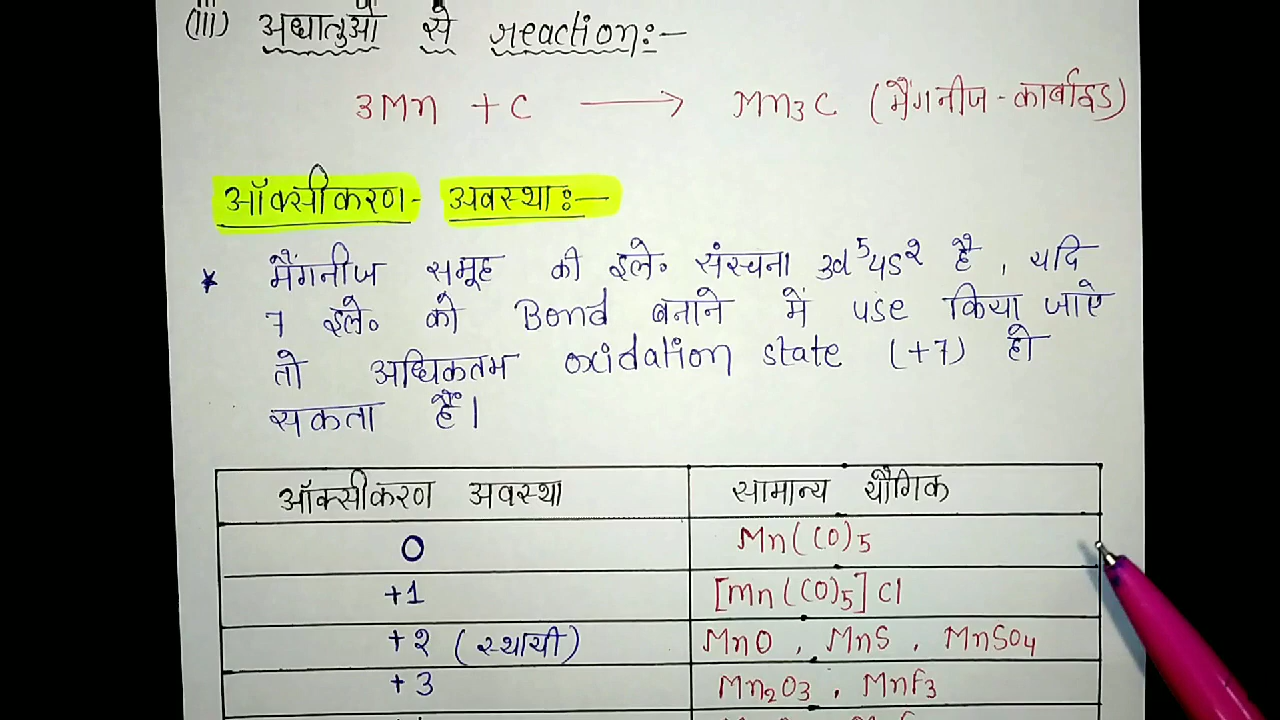 (iii) अधातुओं से reaction:-
3Mn + C ⟶ Mn₃C (मैंगनीज-कार्बाइड)
ऑक्सीकरण- अवस्था:-
* मैंगनीज समूह की इले० संरचना 3d⁵4s² है, यदि
7 इले० को Bond बनाने में use किया जाऐ
तो अधिकतम oxidation state (+7) हो
सकता हैं।
ऑक्सीकरण अवस्था सामान्य यौगिक
0 Mn(CO)5
+1 [Mn(CO)5]Cl
+2 (स्थायी) MnO, MnS, MnSO4
+3 Mn2O3, MnF3